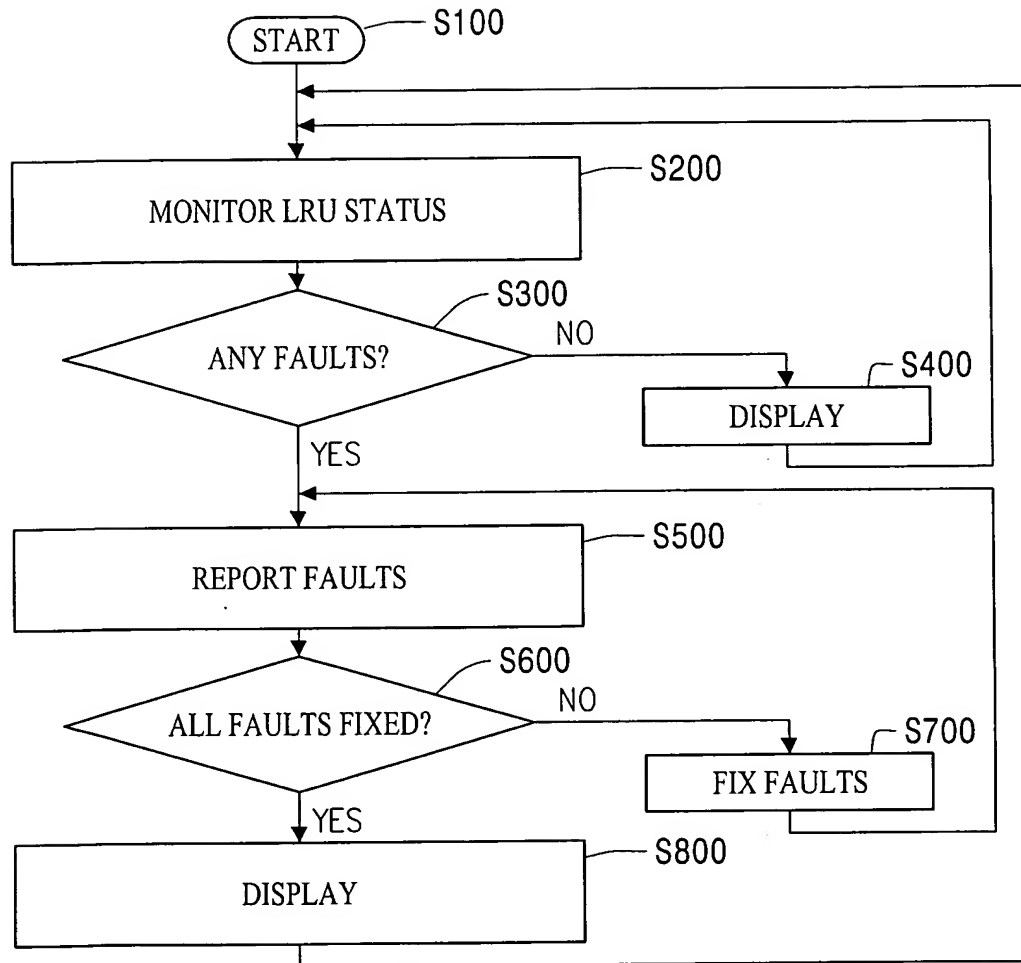 START
S100
S200
MONITOR LRU STATUS
S300
ANY FAULTS?
NO
S400
DISPLAY
YES
S500
REPORT FAULTS
S600
ALL FAULTS FIXED?
NO
S700
FIX FAULTS
YES
S800
DISPLAY